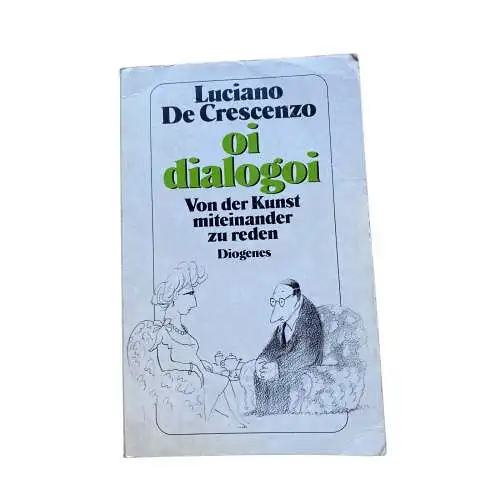 Luciano
De Crescenzo
oi
dialogoi
Von der Kunst
miteinander
zu reden
Diogenes